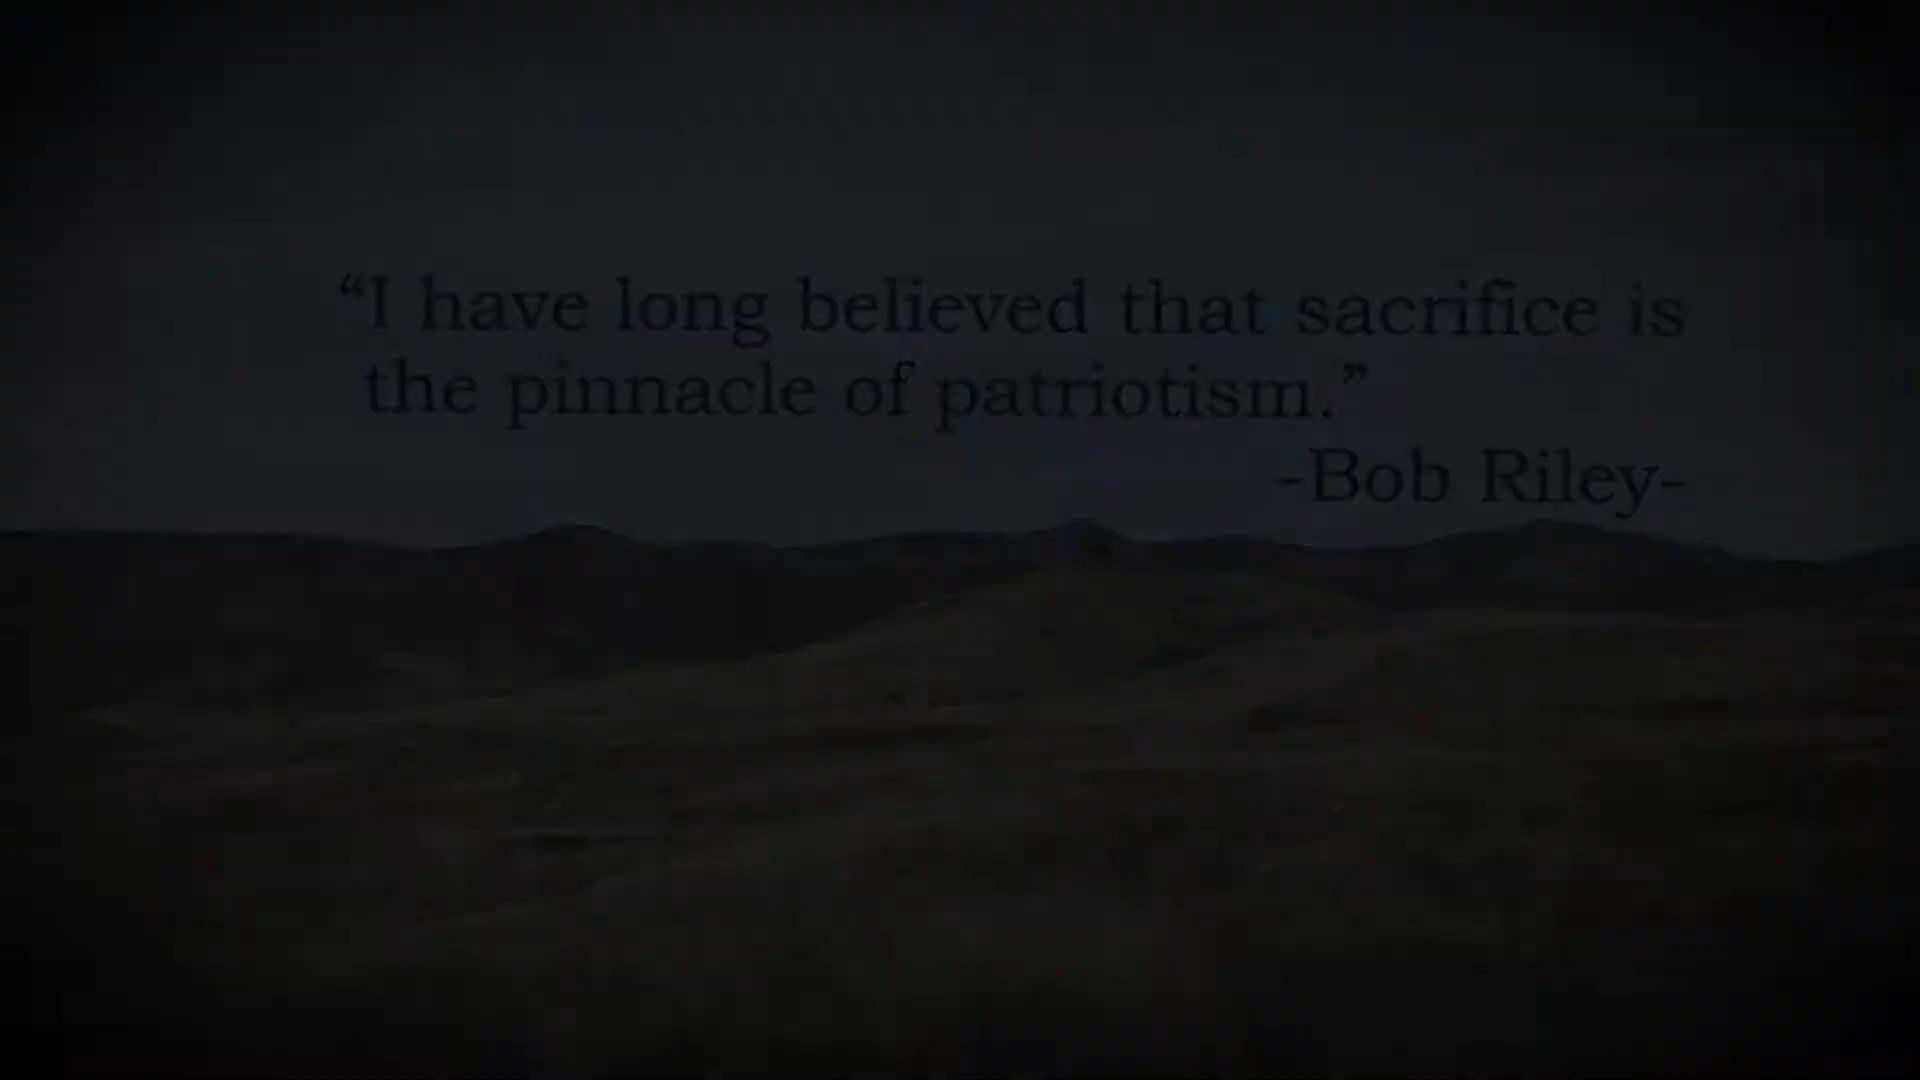 “I have long believed that sacrifice is
the pinnacle of patriotism.”
-Bob Riley-